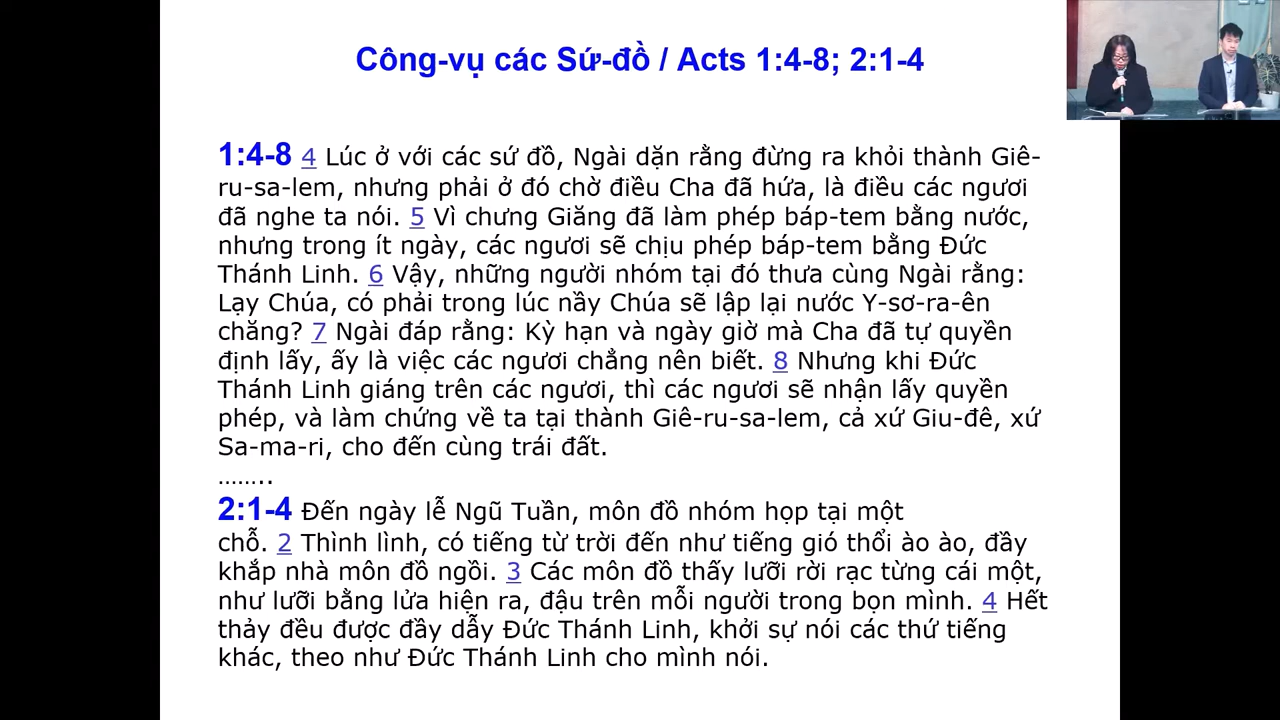 Công-vụ các Sứ-đồ / Acts 1:4-8; 2:1-4
1:4-8 4 Lúc ở với các sứ đồ, Ngài dặn rằng đừng ra khỏi thành Giê-
ru-sa-lem, nhưng phải ở đó chờ điều Cha đã hứa, là điều các ngươi
đã nghe ta nói. 5 Vì chưng Giăng đã làm phép báp-tem bằng nước,
nhưng trong ít ngày, các ngươi sẽ chịu phép báp-tem bằng Đức
Thánh Linh. 6 Vậy, những người nhóm tại đó thưa cùng Ngài rằng:
Lạy Chúa, có phải trong lúc nầy Chúa sẽ lập lại nước Y-sơ-ra-ên
chăng? 7 Ngài đáp rằng: Kỳ hạn và ngày giờ mà Cha đã tự quyền
định lấy, ấy là việc các ngươi chẳng nên biết. 8 Nhưng khi Đức
Thánh Linh giáng trên các ngươi, thì các ngươi sẽ nhận lấy quyền
phép, và làm chứng về ta tại thành Giê-ru-sa-lem, cả xứ Giu-đê, xứ
Sa-ma-ri, cho đến cùng trái đất.
……..
2:1-4 Đến ngày lễ Ngũ Tuần, môn đồ nhóm họp tại một
chỗ. 2 Thình lình, có tiếng từ trời đến như tiếng gió thổi ào ào, đầy
khắp nhà môn đồ ngồi. 3 Các môn đồ thấy lưỡi rời rạc từng cái một,
như lưỡi bằng lửa hiện ra, đậu trên mỗi người trong bọn mình. 4 Hết
thảy đều được đầy dẫy Đức Thánh Linh, khởi sự nói các thứ tiếng
khác, theo như Đức Thánh Linh cho mình nói.